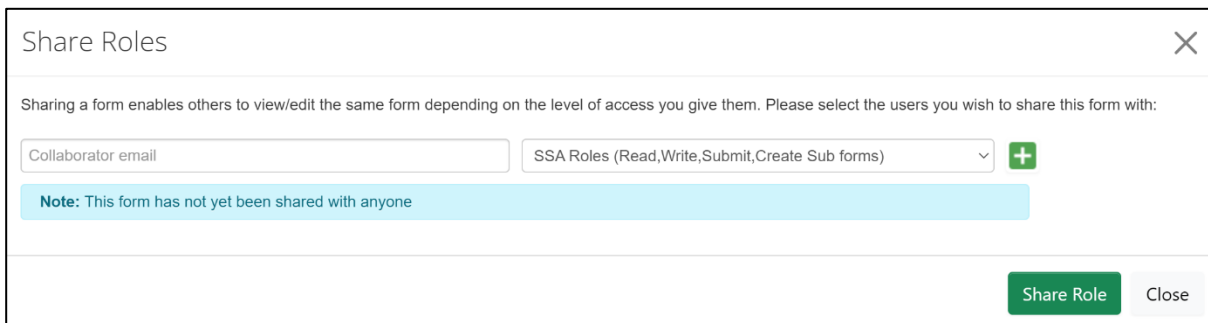 Share Roles
Sharing a form enables others to view/edit the same form depending on the level of access you give them. Please select the users you wish to share this form with:
Collaborator email
SSA Roles (Read,Write,Submit,Create Sub forms)
Note: This form has not yet been shared with anyone
Share Role
Close